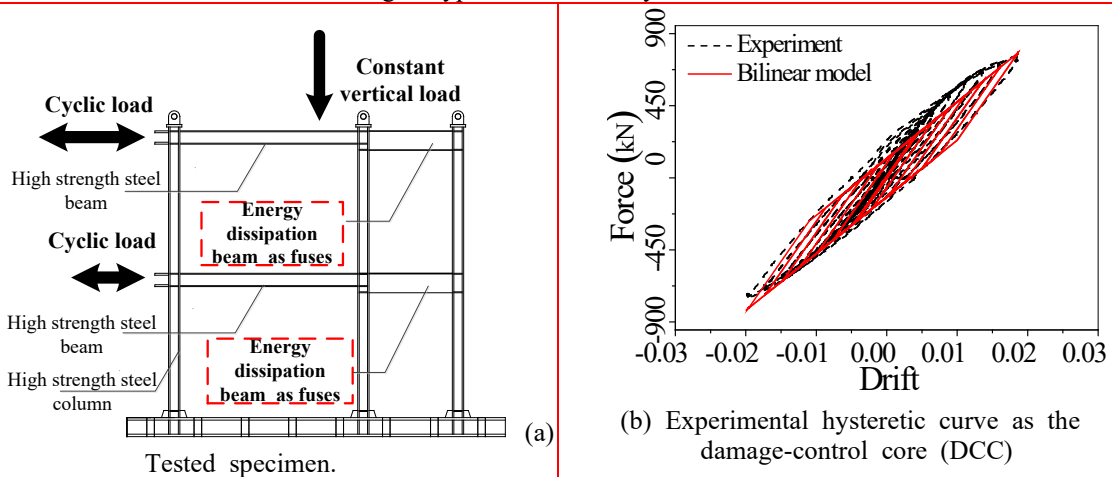 Constant
vertical load
Cyclic load
High strength steel
beam
Energy
dissipation
beam as fuses
Cyclic load
High strength steel
beam
High strength steel
column
Energy
dissipation
beam as fuses
(a)
Tested specimen.
Experiment
Bilinear model
Force (kN)
900
450
0
-450
-900
-0.03 -0.02 -0.01 0.00 0.01 0.02 0.03
Drift
(b) Experimental hysteretic curve as the
damage-control core (DCC)